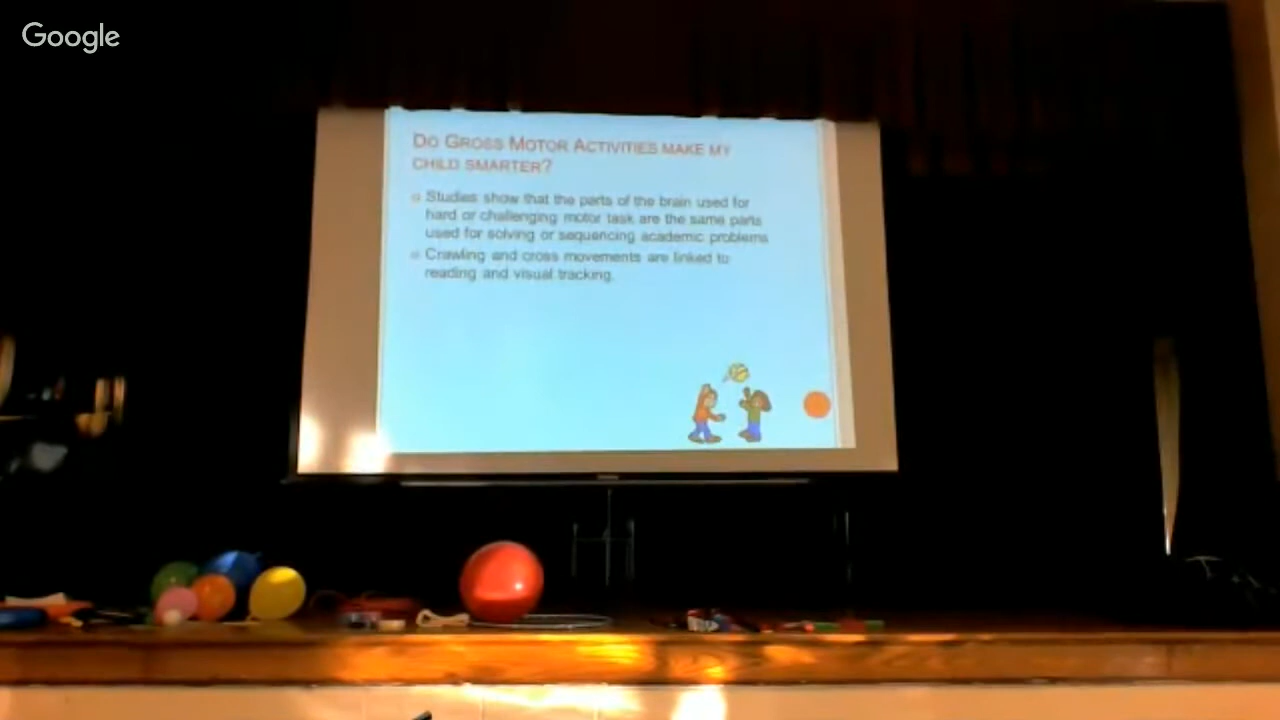 Google
DO GROSS MOTOR ACTIVITIES MAKE MY
CHILD SMARTER?
Studies show that the parts of the brain used for
hard or challenging motor task are the same parts
used for solving or sequencing academic problems
Crawling and cross movements are linked to
reading and visual tracking.